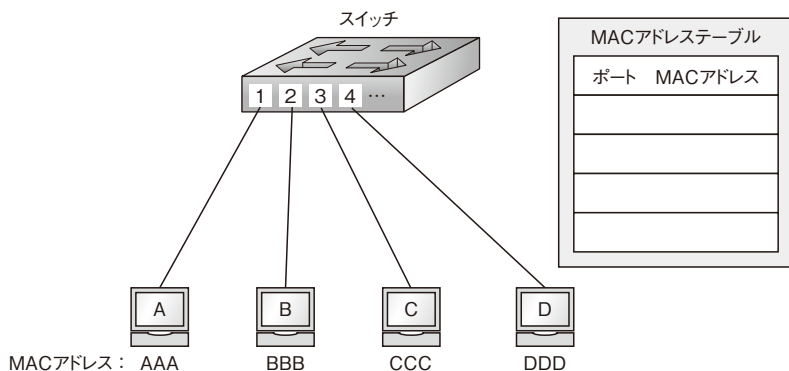 スイッチ
1 2 3 4 …
MACアドレステーブル
ポート MACアドレス
A B C D
MACアドレス： AAA BBB CCC DDD